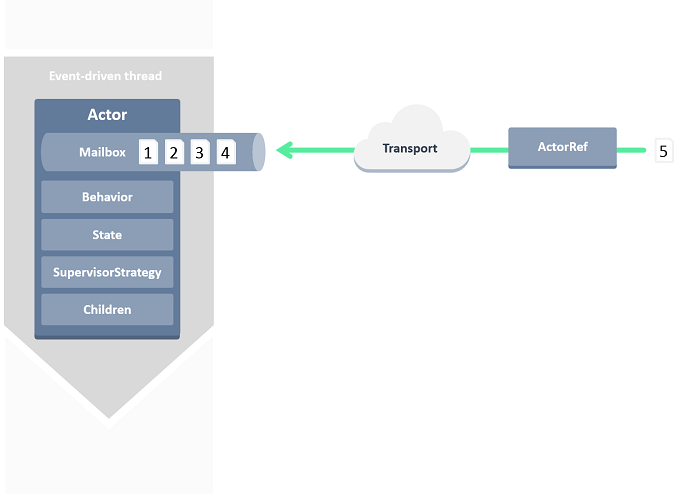 Event-driven thread
Actor
Mailbox 1 2 3 4
Transport
ActorRef
5
Behavior
State
SupervisorStrategy
Children